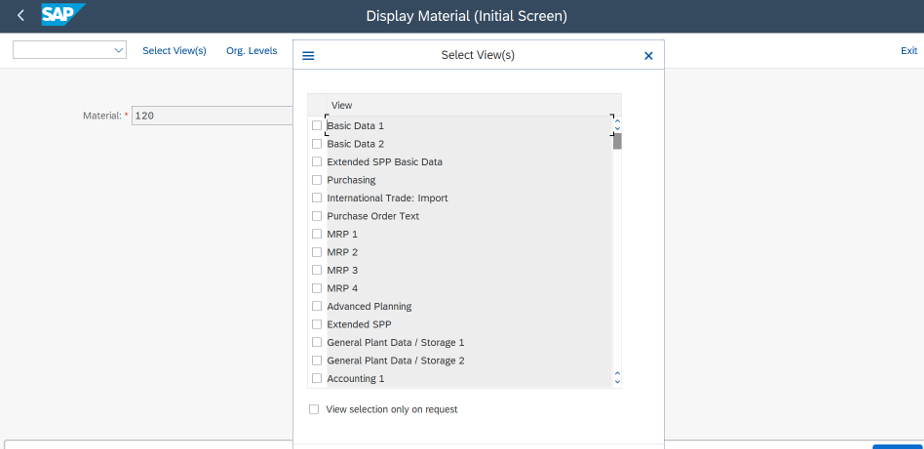 SAP
Display Material (Initial Screen)
Select View(s)
Org. Levels
Exit
Material: *
120
Select View(s)
View
Basic Data 1
Basic Data 2
Extended SPP Basic Data
Purchasing
International Trade: Import
Purchase Order Text
MRP 1
MRP 2
MRP 3
MRP 4
Advanced Planning
Extended SPP
General Plant Data / Storage 1
General Plant Data / Storage 2
Accounting 1
View selection only on request